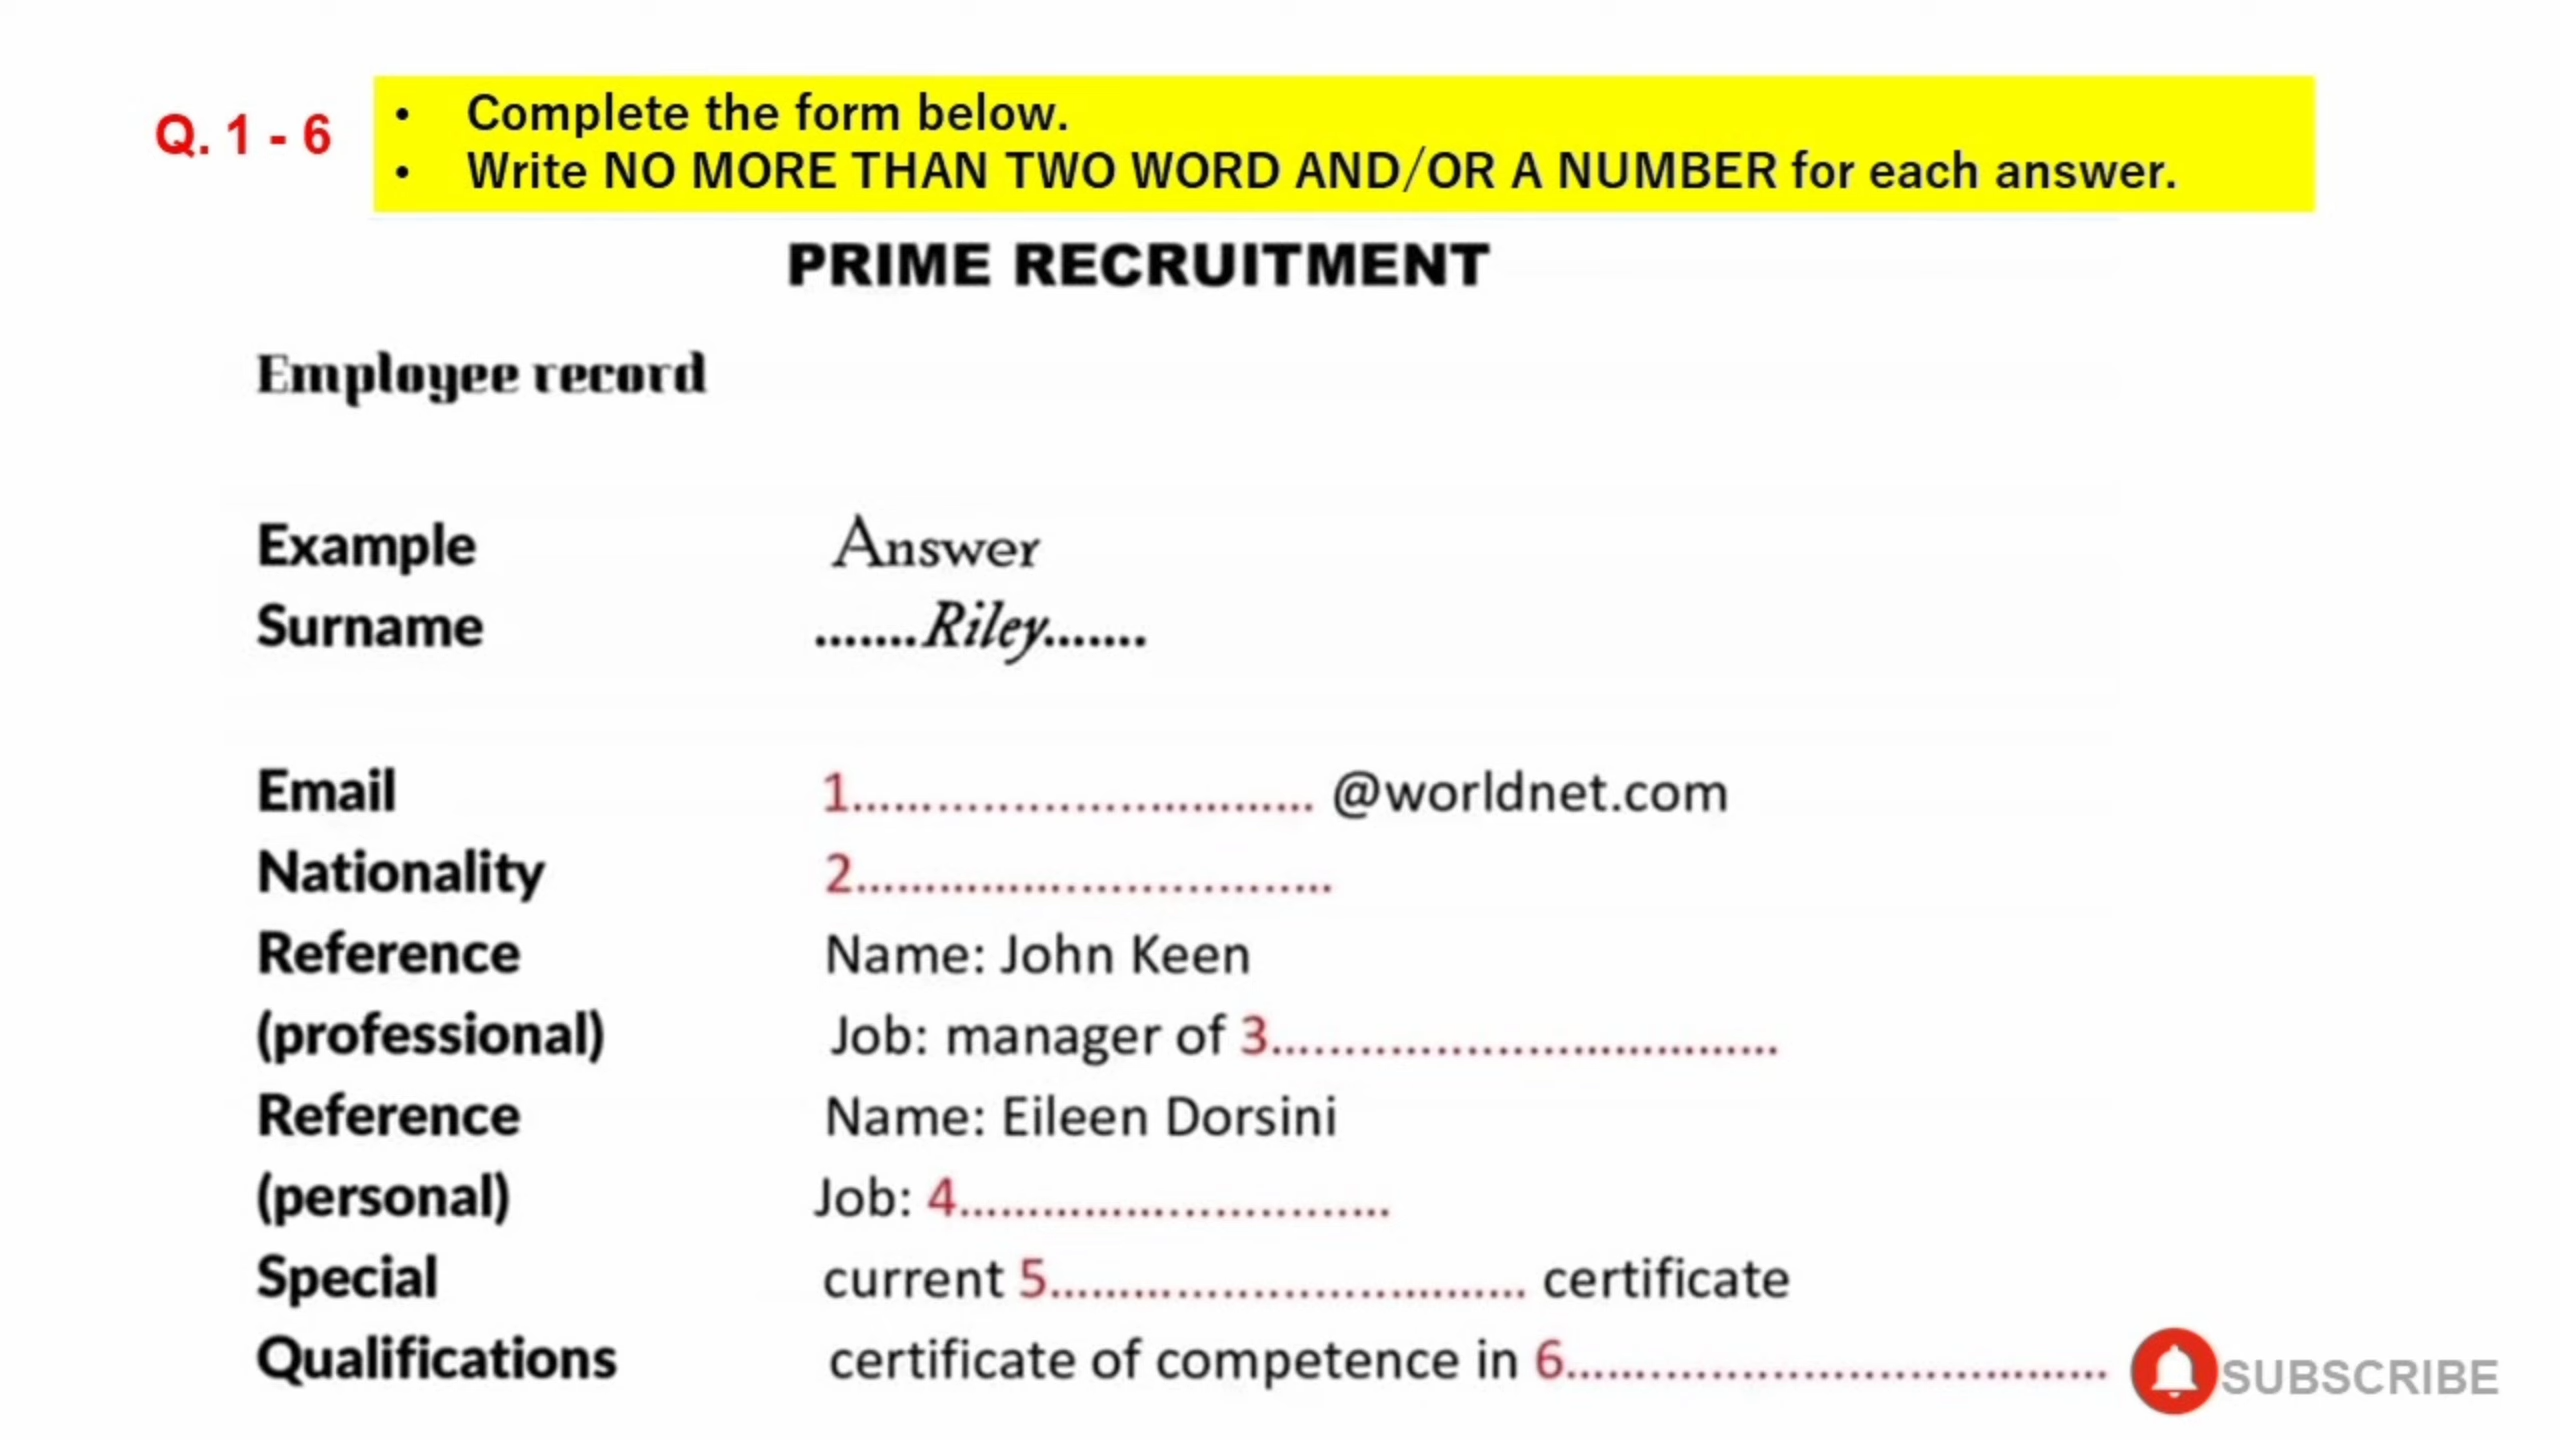 Q. 1 - 6
• Complete the form below.
• Write NO MORE THAN TWO WORD AND/OR A NUMBER for each answer.
PRIME RECRUITMENT
Employee record
Example Answer
Surname .......Riley.......
Email 1.................................. @worldnet.com
Nationality 2..................................
Reference Name: John Keen
(professional) Job: manager of 3..................................
Reference Name: Eileen Dorsini
(personal) Job: 4..................................
Special current 5.................................. certificate
Qualifications certificate of competence in 6..................................
SUBSCRIBE